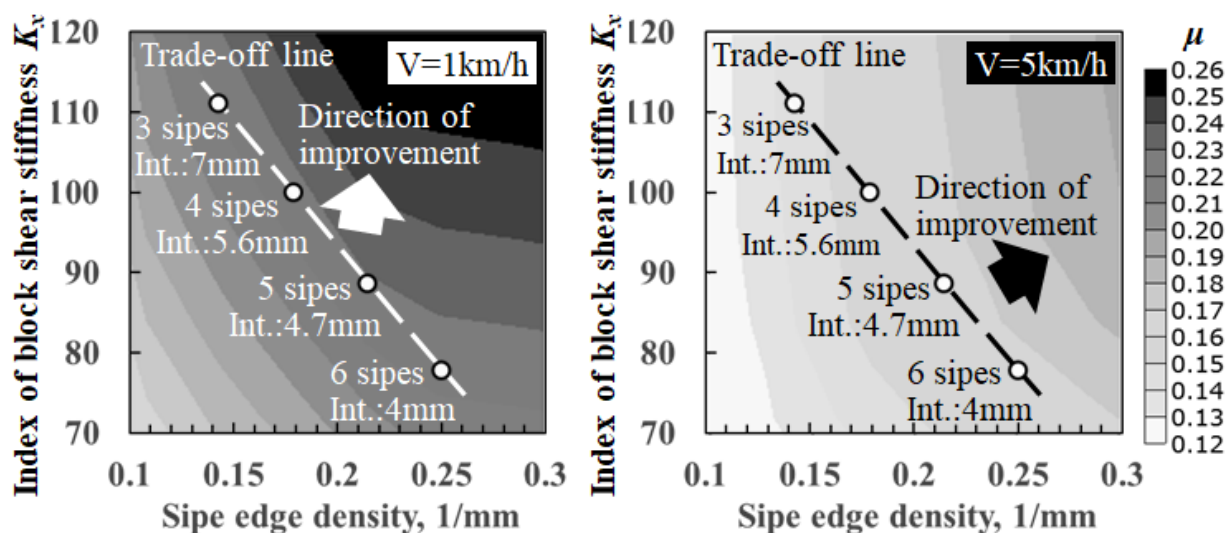 Index of block shear stiffness Kx
120
110
100
90
80
70
Trade-off line
V=1km/h
3 sipes
Int.:7mm
Direction of
improvement
4 sipes
Int.:5.6mm
5 sipes
Int.:4.7mm
6 sipes
Int.:4mm
0.1
0.15
0.2
0.25
0.3
Sipe edge density, 1/mm
Index of block shear stiffness Kx
120
110
100
90
80
70
Trade-off line
V=5km/h
3 sipes
Int.:7mm
Direction of
improvement
4 sipes
Int.:5.6mm
5 sipes
Int.:4.7mm
6 sipes
Int.:4mm
0.1
0.15
0.2
0.25
0.3
Sipe edge density, 1/mm
μ
0.26
0.25
0.24
0.23
0.22
0.21
0.20
0.19
0.18
0.17
0.16
0.15
0.14
0.13
0.12